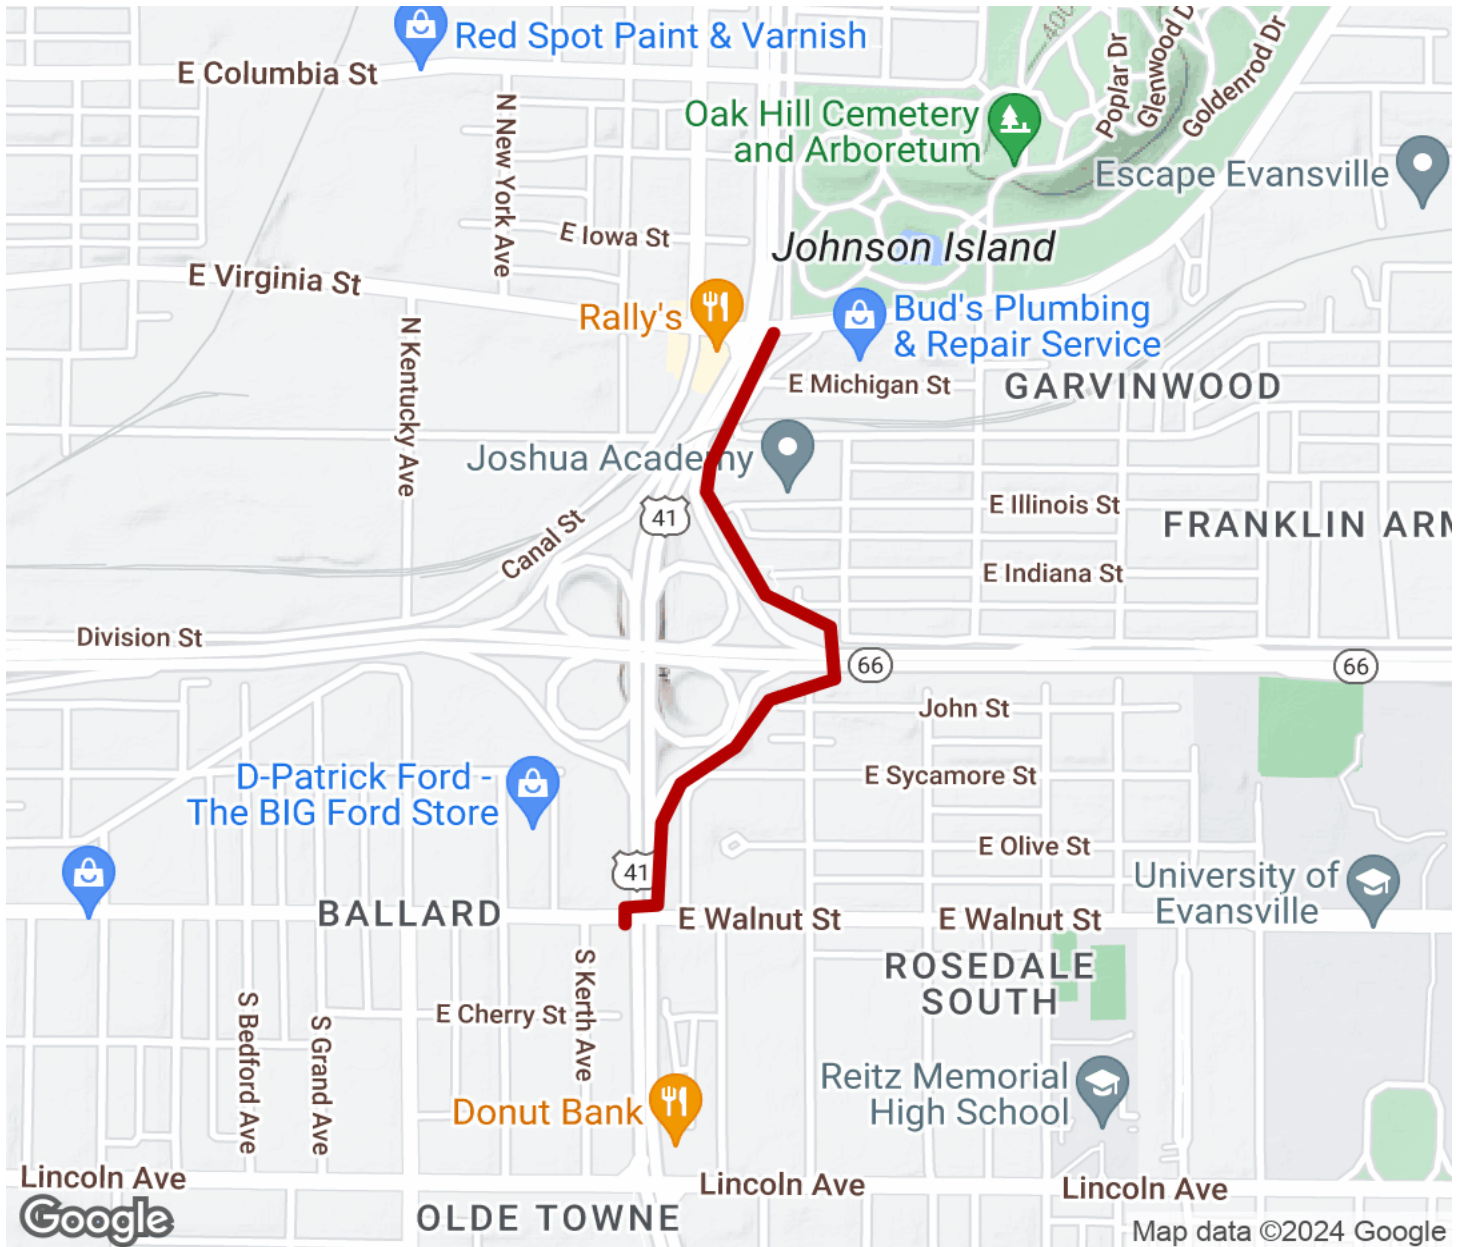 Red Spot Paint & Varnish
E Columbia St
N New York Ave
400
Poplar Dr
Glenwood D
Goldenrod Dr
Oak Hill Cemetery
and Arboretum
Escape Evansville
E Iowa St
Johnson Island
E Virginia St
Rally's
Bud's Plumbing
& Repair Service
N Kentucky Ave
E Michigan St
GARVINWOOD
Joshua Academy
41
E Illinois St
FRANKLIN ARM
Canal St
E Indiana St
Division St
66
66
John St
D-Patrick Ford -
The BIG Ford Store
E Sycamore St
E Olive St
41
University of
Evansville
BALLARD
E Walnut St
E Walnut St
ROSEDALE
SOUTH
S Bedford Ave
S Grand Ave
E Cherry St
S Kerth Ave
Reitz Memorial
High School
Donut Bank
Lincoln Ave
Lincoln Ave
Lincoln Ave
Google
OLDE TOWNE
Map data ©2024 Google